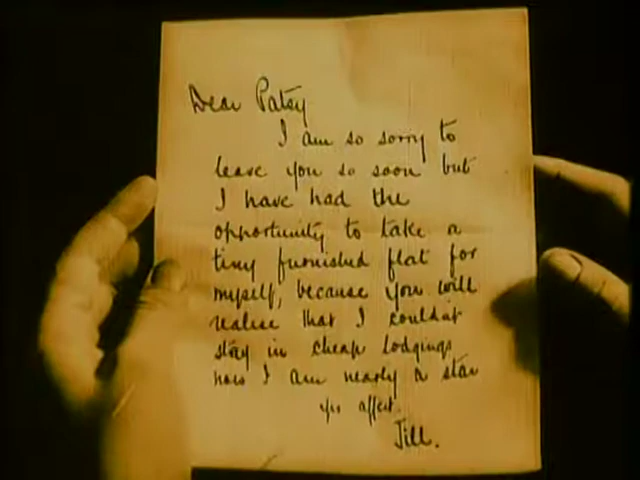 Dear Patsy
I am so sorry to
leave you so soon but
I have had the
opportunity to take a
tiny furnished flat for
myself, because you will
realise that I couldn't
stay in cheap lodgings
now I am nearly a star
yrs affect.
Jill.